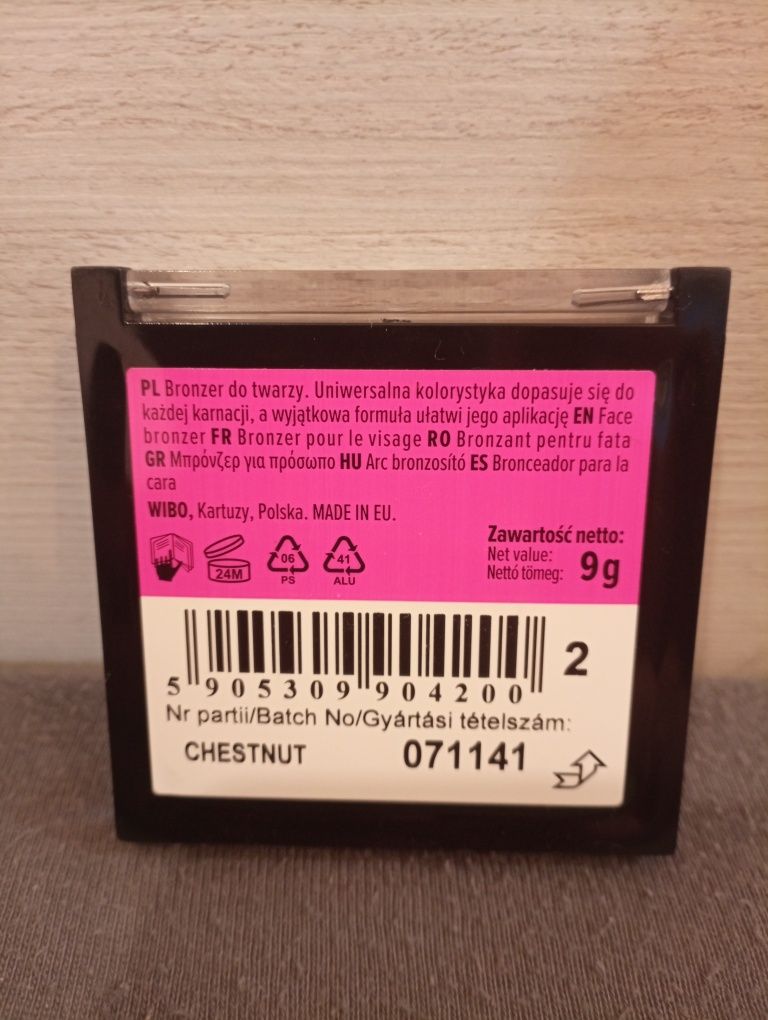 PL Bronzer do twarzy. Uniwersalna kolorystyka dopasuje się do
każdej karnacji, a wyjątkowa formuła ułatwi jego aplikację EN Face
bronzer FR Bronzer pour le visage RO Bronzant pentru fata
GR Μπρόνζερ για πρόσωπο HU Arc bronzosító ES Bronceador para la
cara
WIBO, Kartuzy, Polska. MADE IN EU.
24M
06
PS
41
ALU
Zawartość netto:
Net value:
Nettó tömeg:
9g
5 905309 904200
2
Nr partii/Batch No/Gyártási tételszám:
CHESTNUT 071141